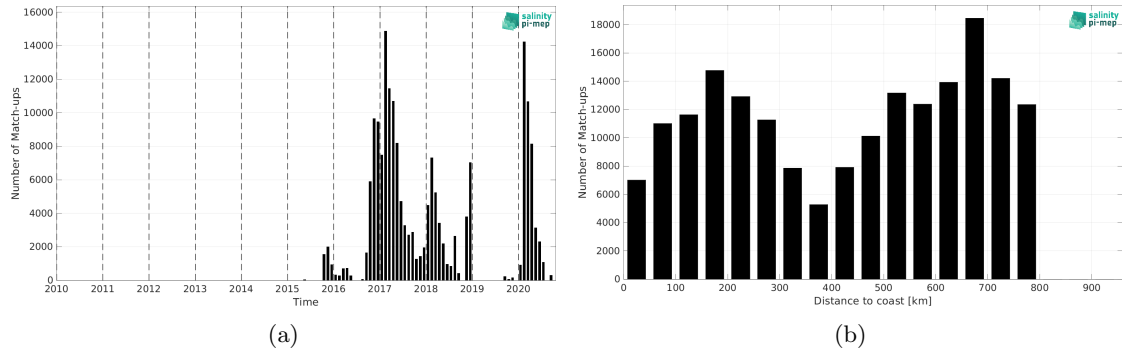 salinity
pi-mep
16000
14000
12000
10000
8000
6000
4000
2000
0
Number of Match-ups
2010 2011 2012 2013 2014 2015 2016 2017 2018 2019 2020
Time
(a)
salinity
pi-mep
18000
16000
14000
12000
10000
8000
6000
4000
2000
0
Number of Match-ups
0 100 200 300 400 500 600 700 800 900
Distance to coast [km]
(b)